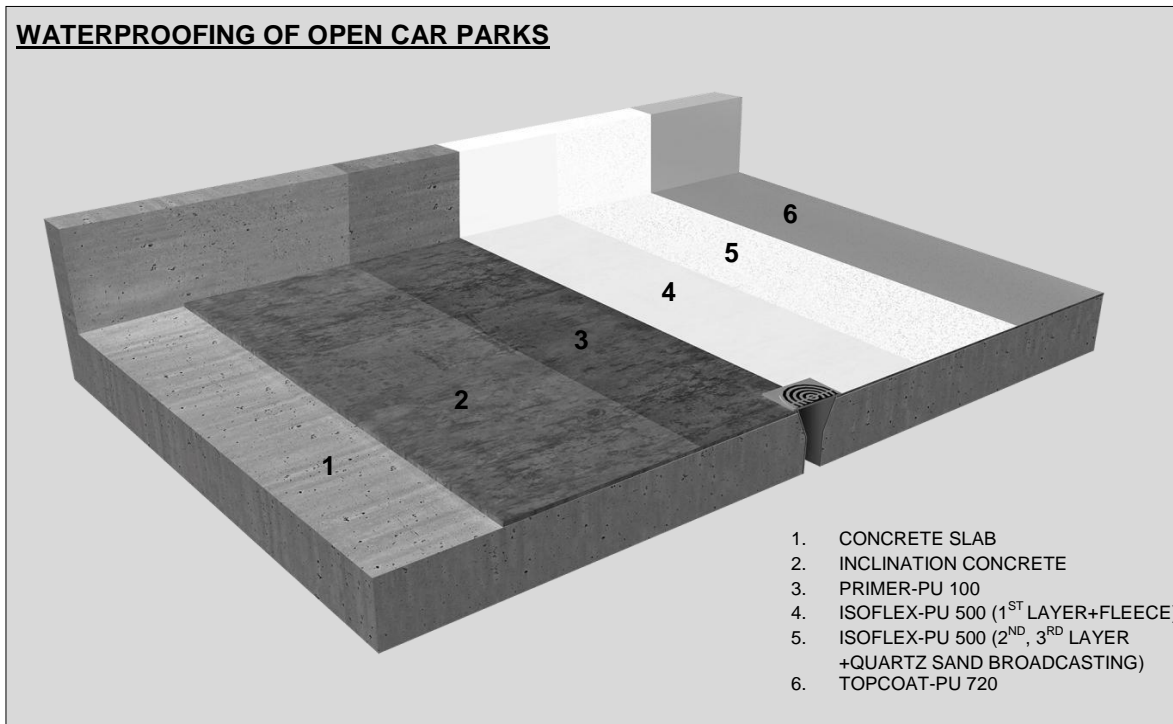 WATERPROOFING OF OPEN CAR PARKS
6
5
4
3
2
1
1. CONCRETE SLAB
2. INCLINATION CONCRETE
3. PRIMER-PU 100
4. ISOFLEX-PU 500 (1ST LAYER+FLEECE)
5. ISOFLEX-PU 500 (2ND, 3RD LAYER
+QUARTZ SAND BROADCASTING)
6. TOPCOAT-PU 720